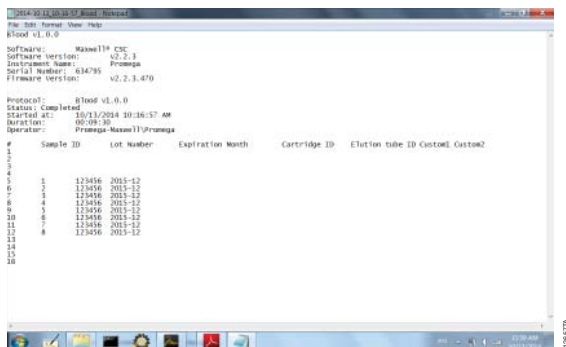 2014-10-13_10-16-57_Blood - Notepad
File Edit Format View Help
Blood v1.0.0
Software: Maxwell® CSC
Software Version: v2.2.3
Instrument Name: Promega
Serial Number: 634795
Firmware Version: v2.2.3.470
Protocol: Blood v1.0.0
Status: Completed
Started at: 10/13/2014 10:16:57 AM
Duration: 00:09:30
Operator: Promega-Maxwell\Promega
# Sample ID Lot Number Expiration Month Cartridge ID Elution tube ID Custom1 Custom2
1
2
3
4
5 1 123456 2015-12
6 2 123456 2015-12
7 3 123456 2015-12
8 4 123456 2015-12
9 5 123456 2015-12
10 6 123456 2015-12
11 7 123456 2015-12
12 8 123456 2015-12
13
14
15
16